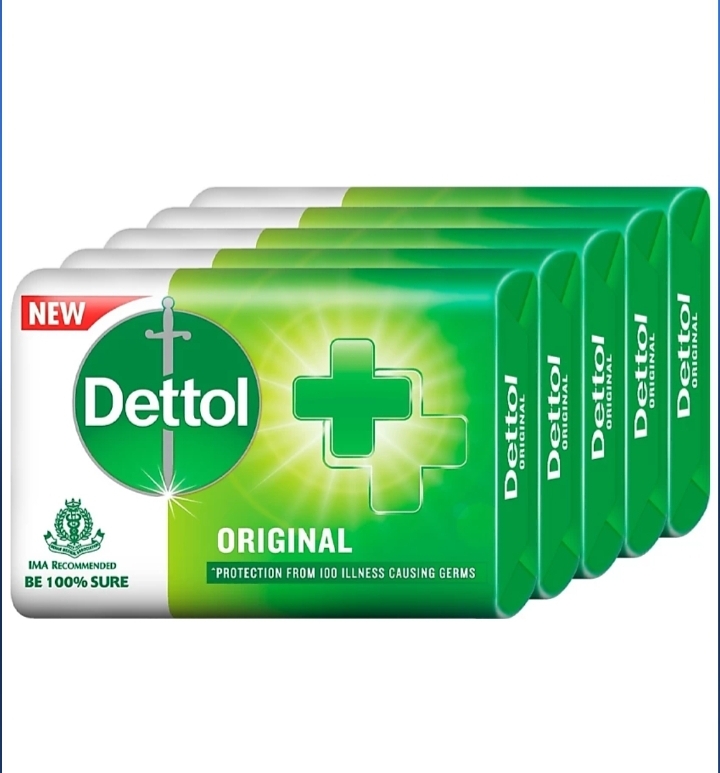 NEW
Dettol
ORIGINAL
*PROTECTION FROM 100 ILLNESS CAUSING GERMS
IMA RECOMMENDED
BE 100% SURE
Dettol
ORIGINAL
Dettol
ORIGINAL
Dettol
ORIGINAL
Dettol
ORIGINAL
Dettol
ORIGINAL